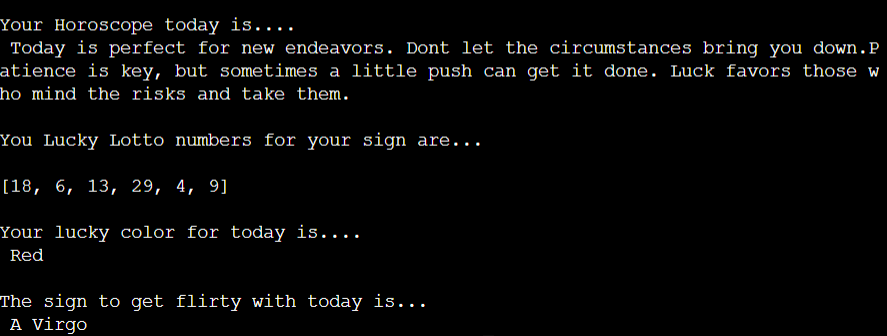 Your Horoscope today is....
Today is perfect for new endeavors. Dont let the circumstances bring you down.P
atience is key, but sometimes a little push can get it done. Luck favors those w
ho mind the risks and take them.
You Lucky Lotto numbers for your sign are...
[18, 6, 13, 29, 4, 9]
Your lucky color for today is....
Red
The sign to get flirty with today is...
A Virgo